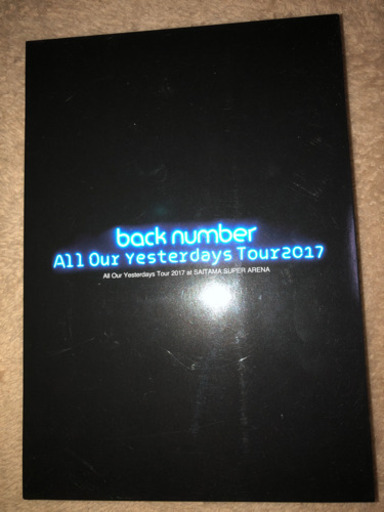 back number
All Our Yesterdays Tour2017
All Our Yesterdays Tour 2017 at SAITAMA SUPER ARENA